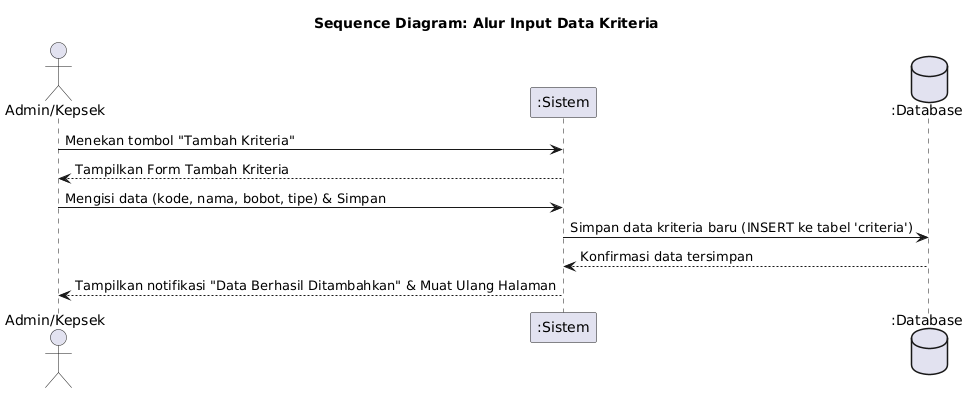 Sequence Diagram: Alur Input Data Kriteria
Admin/Kepsek
:Sistem
:Database
Menekan tombol "Tambah Kriteria"
Tampilkan Form Tambah Kriteria
Mengisi data (kode, nama, bobot, tipe) & Simpan
Simpan data kriteria baru (INSERT ke tabel 'criteria')
Konfirmasi data tersimpan
Tampilkan notifikasi "Data Berhasil Ditambahkan" & Muat Ulang Halaman
Admin/Kepsek
:Sistem
:Database